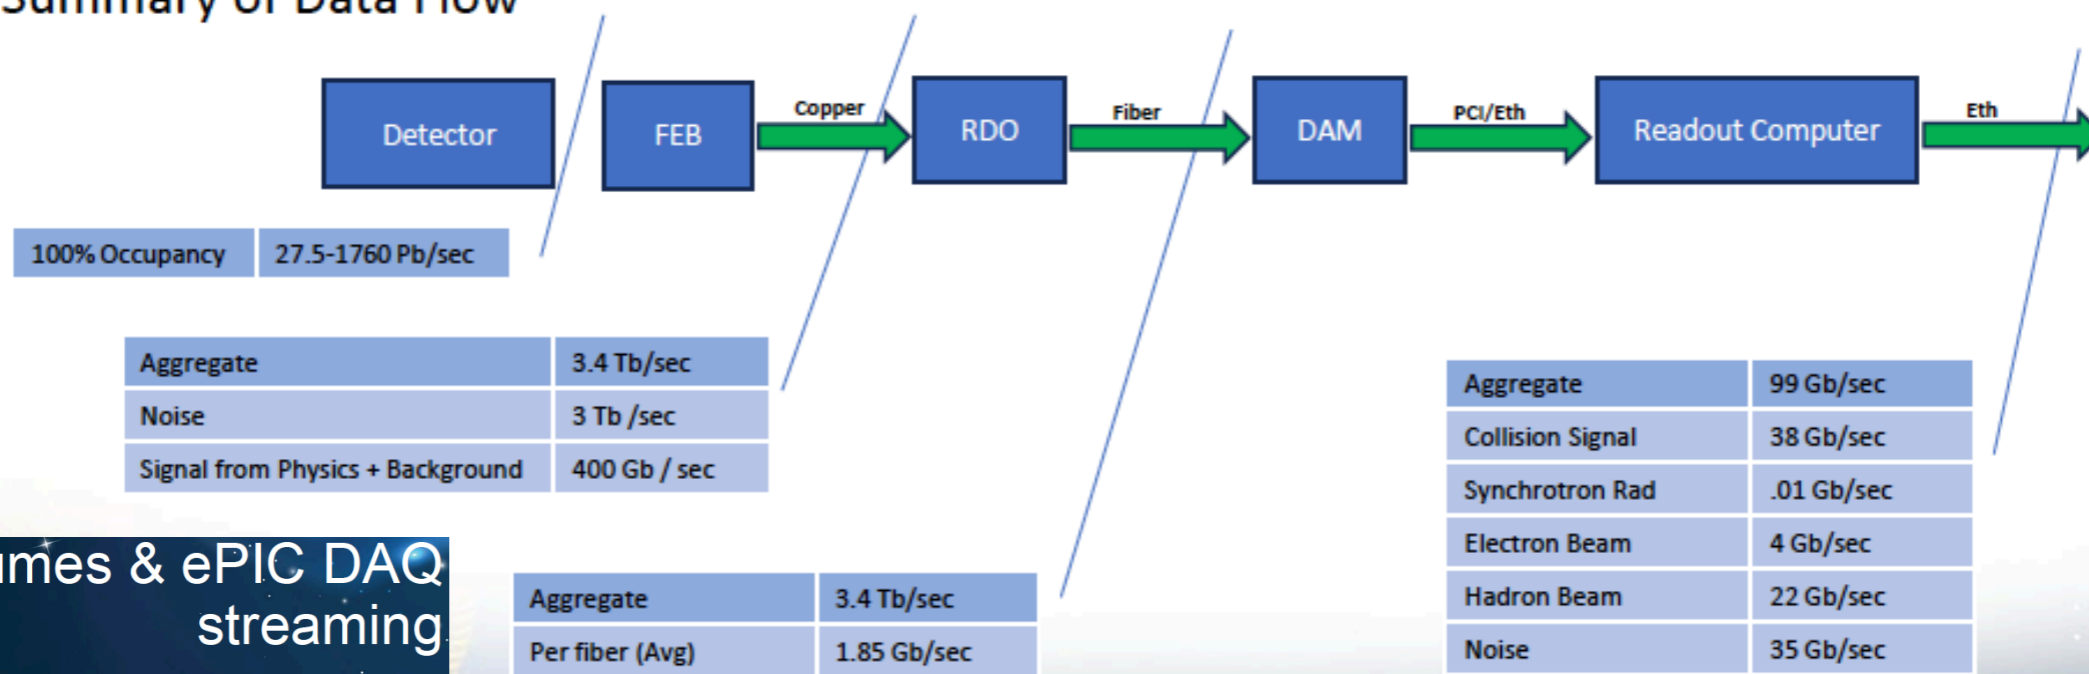 Summary of Data Flow
Detector
FEB
Copper
RDO
Fiber
DAM
PCI/Eth
Readout Computer
Eth
100% Occupancy 27.5-1760 Pb/sec
Aggregate 3.4 Tb/sec
Noise 3 Tb /sec
Signal from Physics + Background 400 Gb / sec
Aggregate 3.4 Tb/sec
Per fiber (Avg) 1.85 Gb/sec
Aggregate 99 Gb/sec
Collision Signal 38 Gb/sec
Synchrotron Rad .01 Gb/sec
Electron Beam 4 Gb/sec
Hadron Beam 22 Gb/sec
Noise 35 Gb/sec
& ePIC DAQ
streaming